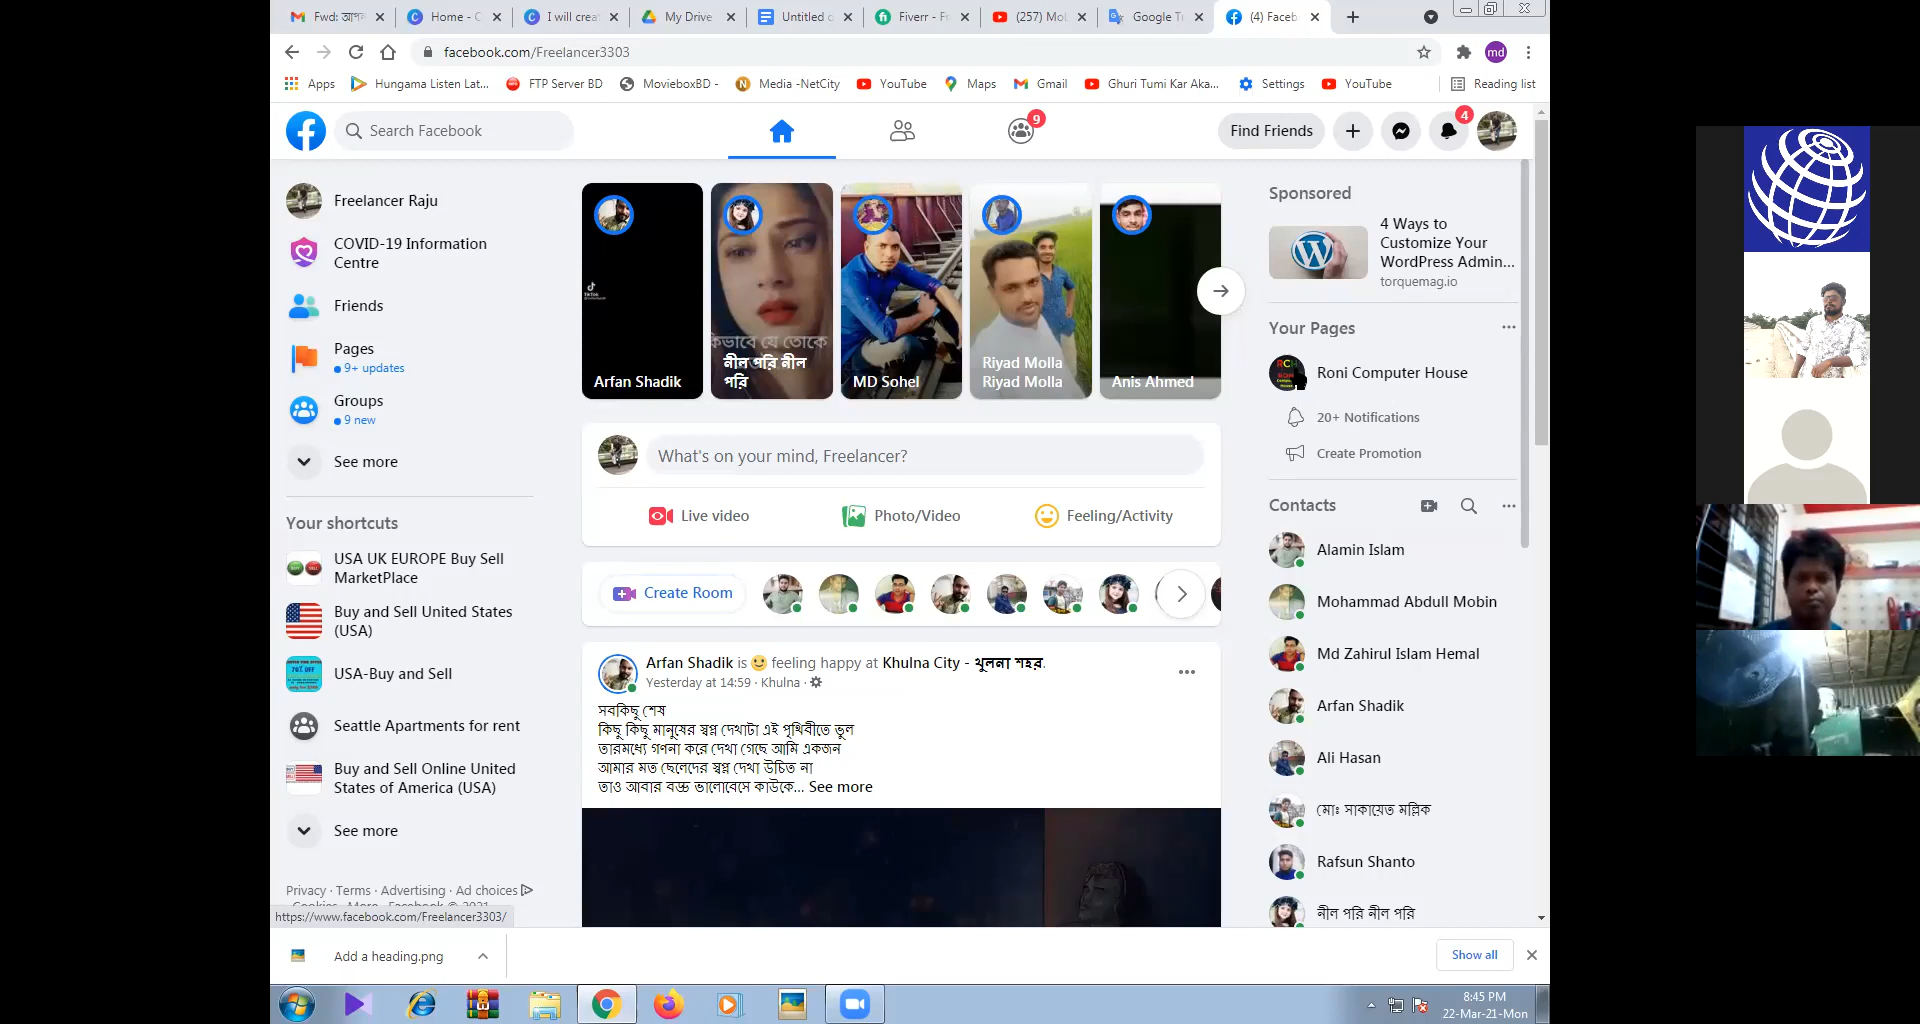 Fwd: আপন
Home - C
I will crea
My Drive
Untitled d
Fiverr - Fr
(257) Mo
Google T
(4) Faceb
facebook.com/Freelancer3303
md
Apps
Hungama Listen Lat...
FTP Server BD
MovieboxBD -
Media -NetCity
YouTube
Maps
Gmail
Ghuri Tumi Kar Aka...
Settings
YouTube
Reading list
Search Facebook
9
Find Friends
4
Freelancer Raju
COVID-19 Information
Centre
Friends
Pages
9+ updates
Groups
9 new
See more
Your shortcuts
USA UK EUROPE Buy Sell
MarketPlace
Buy and Sell United States
(USA)
USA-Buy and Sell
Seattle Apartments for rent
Buy and Sell Online United
States of America (USA)
See more
Privacy · Terms · Advertising · Ad choices
https://www.facebook.com/Freelancer3303/
Arfan Shadik
নীল পরি নীল
পরি
MD Sohel
Riyad Molla
Riyad Molla
Anis Ahmed
What's on your mind, Freelancer?
Live video
Photo/Video
Feeling/Activity
Create Room
Arfan Shadik is feeling happy at Khulna City - খুলনা শহর.
Yesterday at 14:59 · Khulna ·
সবকিছু শেষ
কিছু কিছু মানুষের স্বপ্ন দেখাটা এই পৃথিবীতে ভুল
তারমধ্যে গণনা করে দেখা গেছে আমি একজন
আমার মত ছেলেদের স্বপ্ন দেখা উচিত না
তাও আবার বড্ড ভালোবেসে কাউকে... See more
Sponsored
4 Ways to
Customize Your
WordPress Admin...
torquemag.io
Your Pages
Roni Computer House
20+ Notifications
Create Promotion
Contacts
Alamin Islam
Mohammad Abdull Mobin
Md Zahirul Islam Hemal
Arfan Shadik
Ali Hasan
মোঃ সাকায়েত মল্লিক
Rafsun Shanto
নীল পরি নীল পরি
Add a heading.png
Show all
8:45 PM
22-Mar-21-Mon